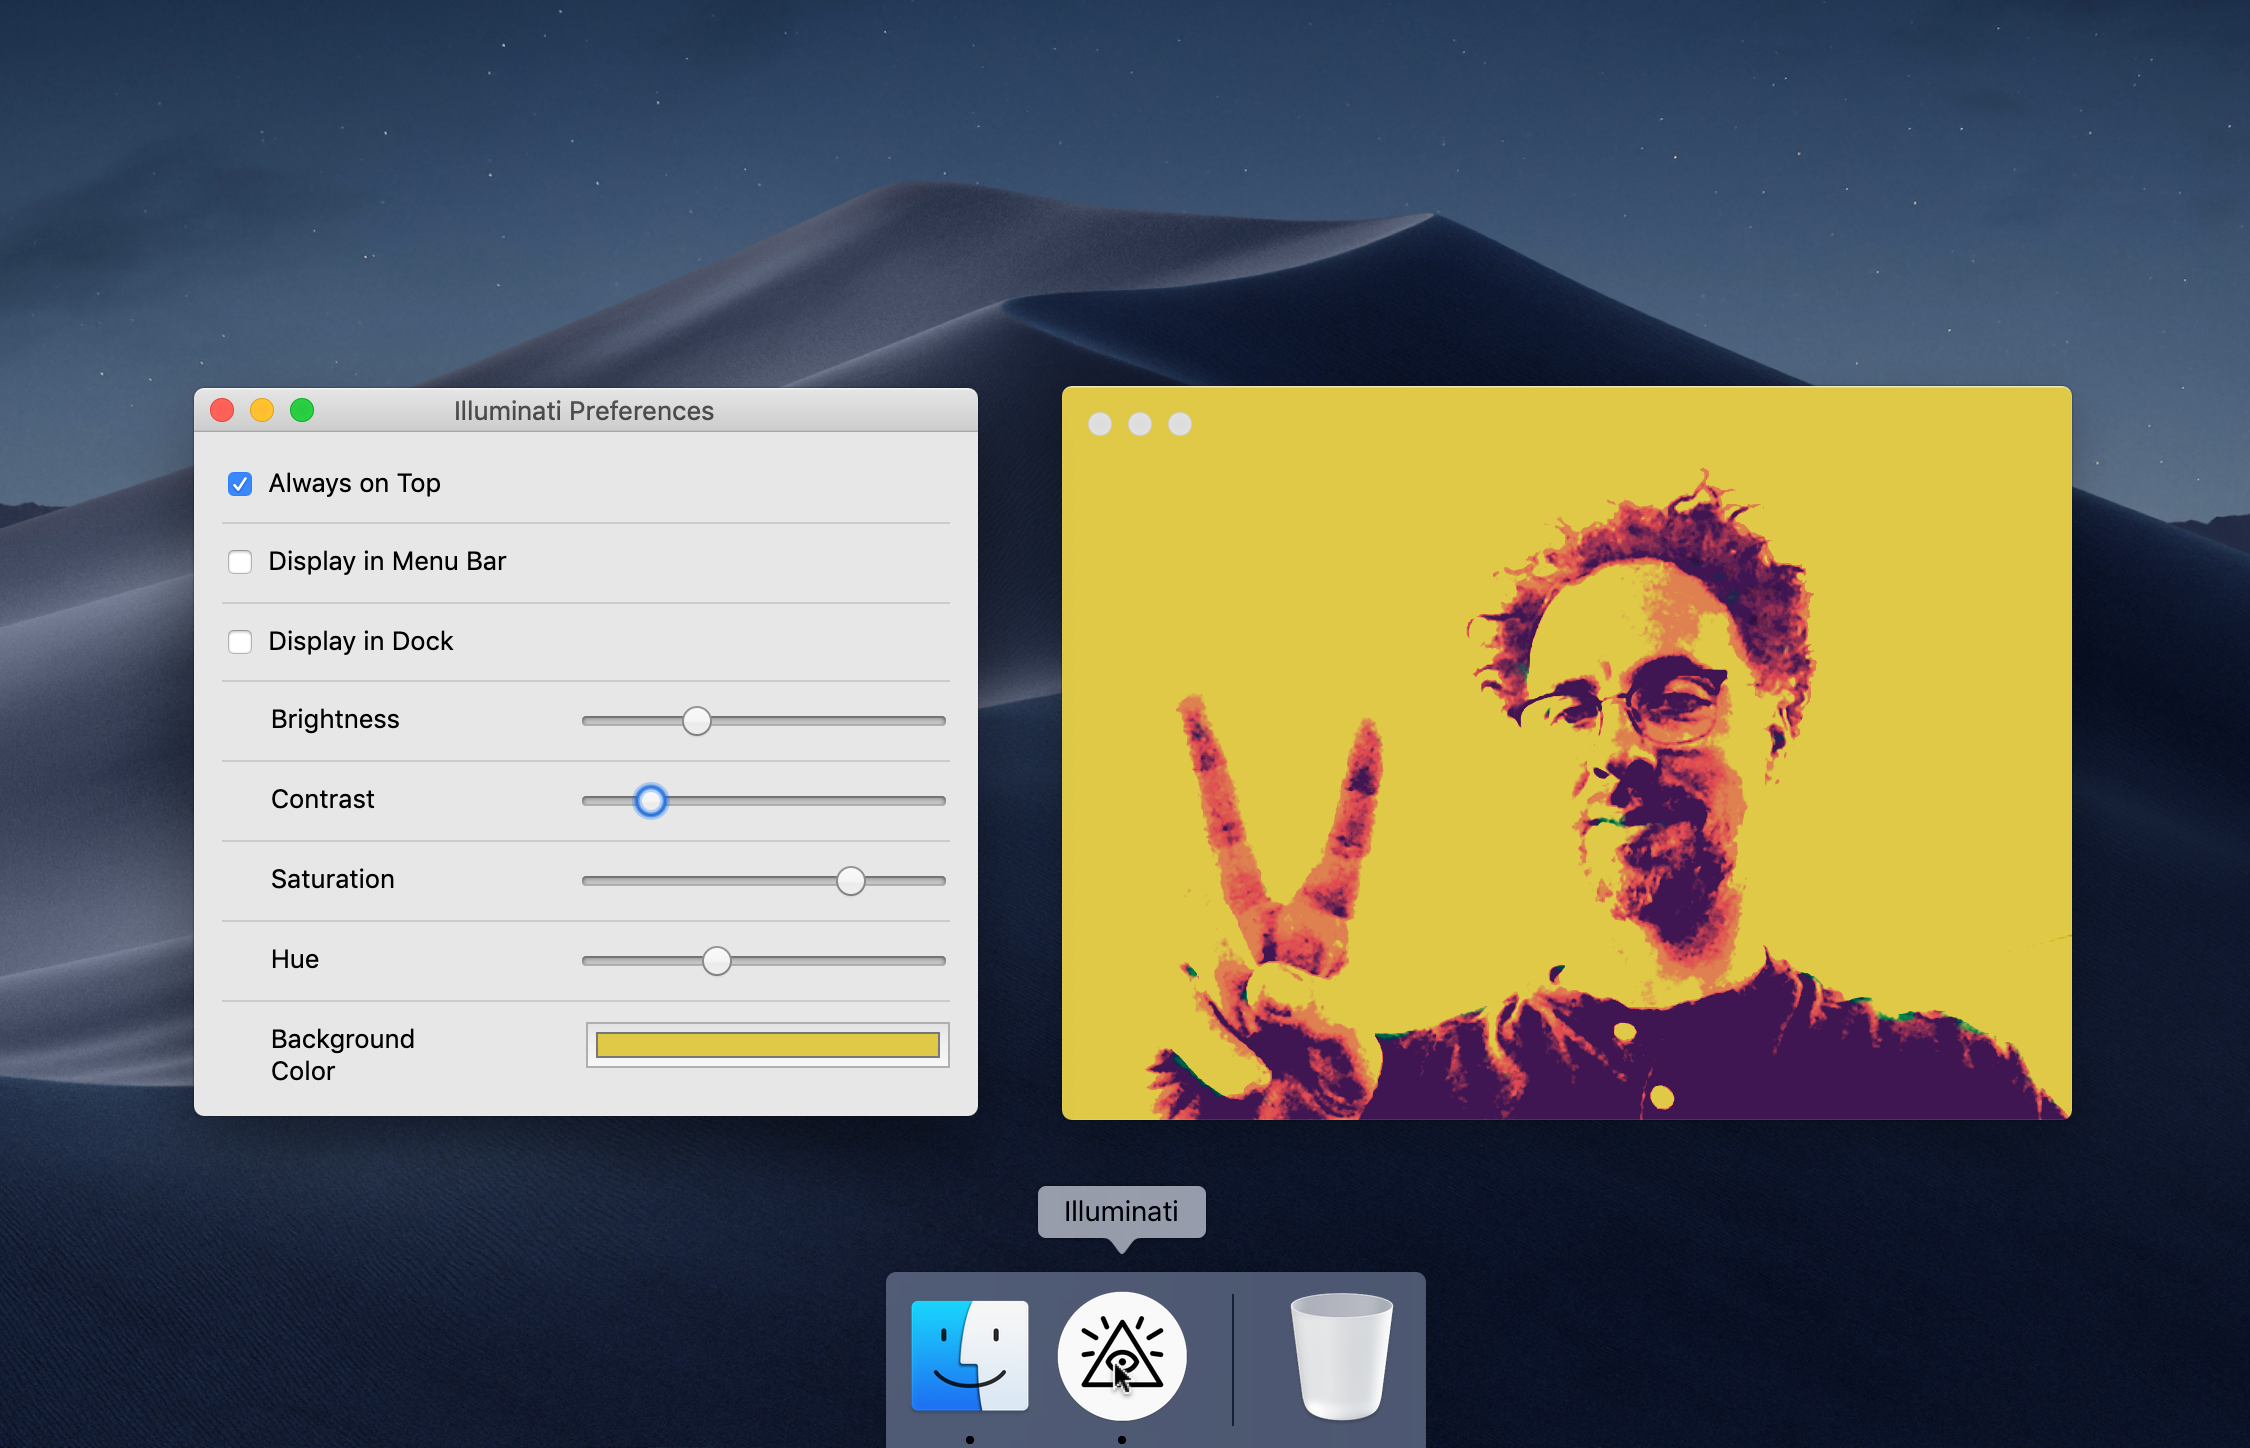 Illuminati Preferences
Always on Top
Display in Menu Bar
Display in Dock
Brightness
Contrast
Saturation
Hue
Background
Color
Illuminati